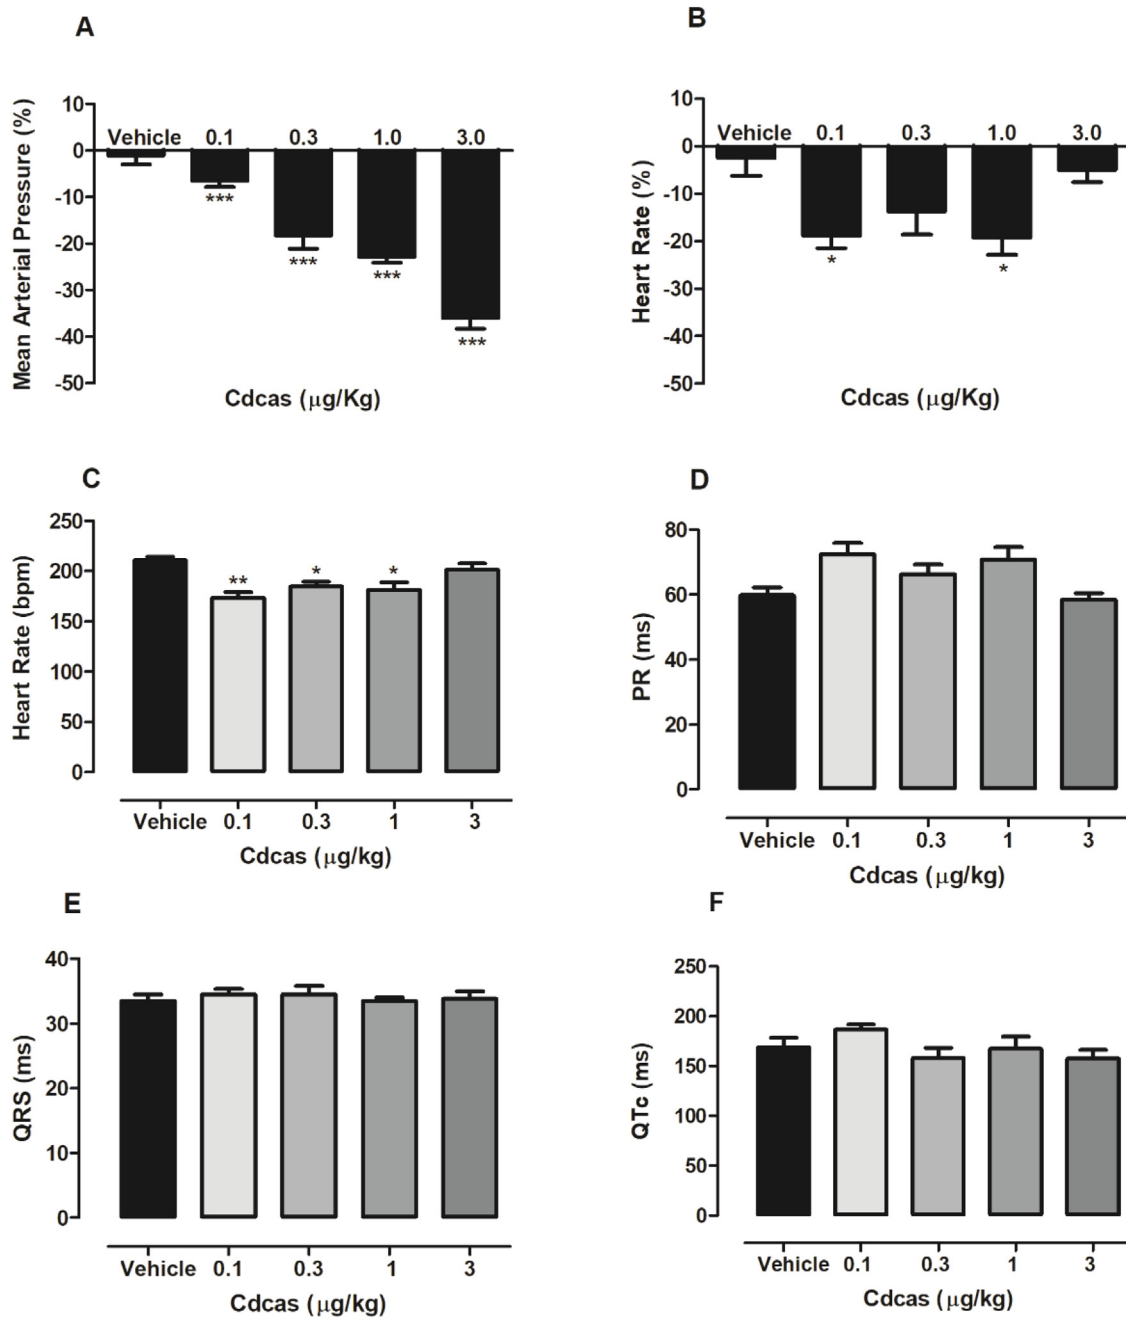 A
Mean Arterial Pressure (%)
10
0
-10
-20
-30
-40
-50
Vehicle 0.1 0.3 1.0 3.0
***
***
***
***
Cdcas (µg/Kg)
B
Heart Rate (%)
10
0
-10
-20
-30
-40
-50
Vehicle 0.1 0.3 1.0 3.0
*
*
Cdcas (µg/Kg)
C
Heart Rate (bpm)
250
200
150
100
50
0
** * *
Vehicle 0.1 0.3 1 3
Cdcas (µg/kg)
D
PR (ms)
80
60
40
20
0
Vehicle 0.1 0.3 1 3
Cdcas (µg/kg)
E
QRS (ms)
40
30
20
10
0
Vehicle 0.1 0.3 1 3
Cdcas (µg/kg)
F
QTc (ms)
250
200
150
100
50
0
Vehicle 0.1 0.3 1 3
Cdcas (µg/kg)